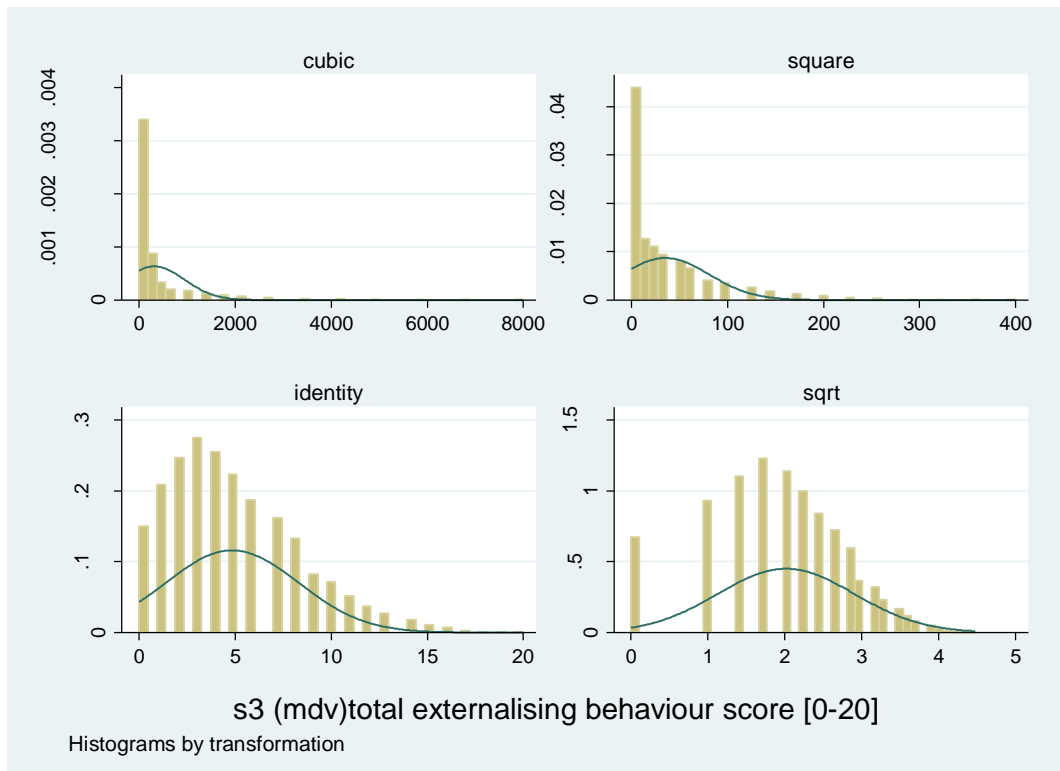 cubic
.004
.003
.002
.001
0
0 2000 4000 6000 8000
square
.04
.03
.02
.01
0
0 100 200 300 400
identity
.3
.2
.1
0
0 5 10 15 20
sqrt
1.5
1
.5
0
0 1 2 3 4 5
s3 (mdv)total externalising behaviour score [0-20]
Histograms by transformation